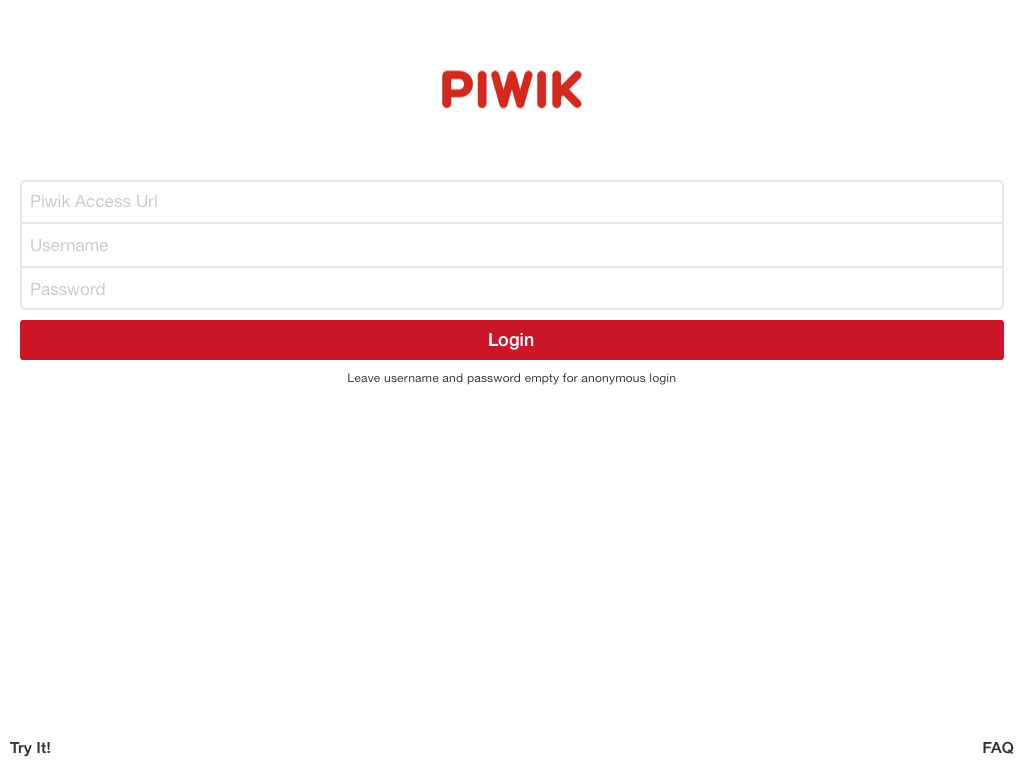 PIWIK
Piwik Access Url
Username
Password
Login
Leave username and password empty for anonymous login
Try It!
FAQ